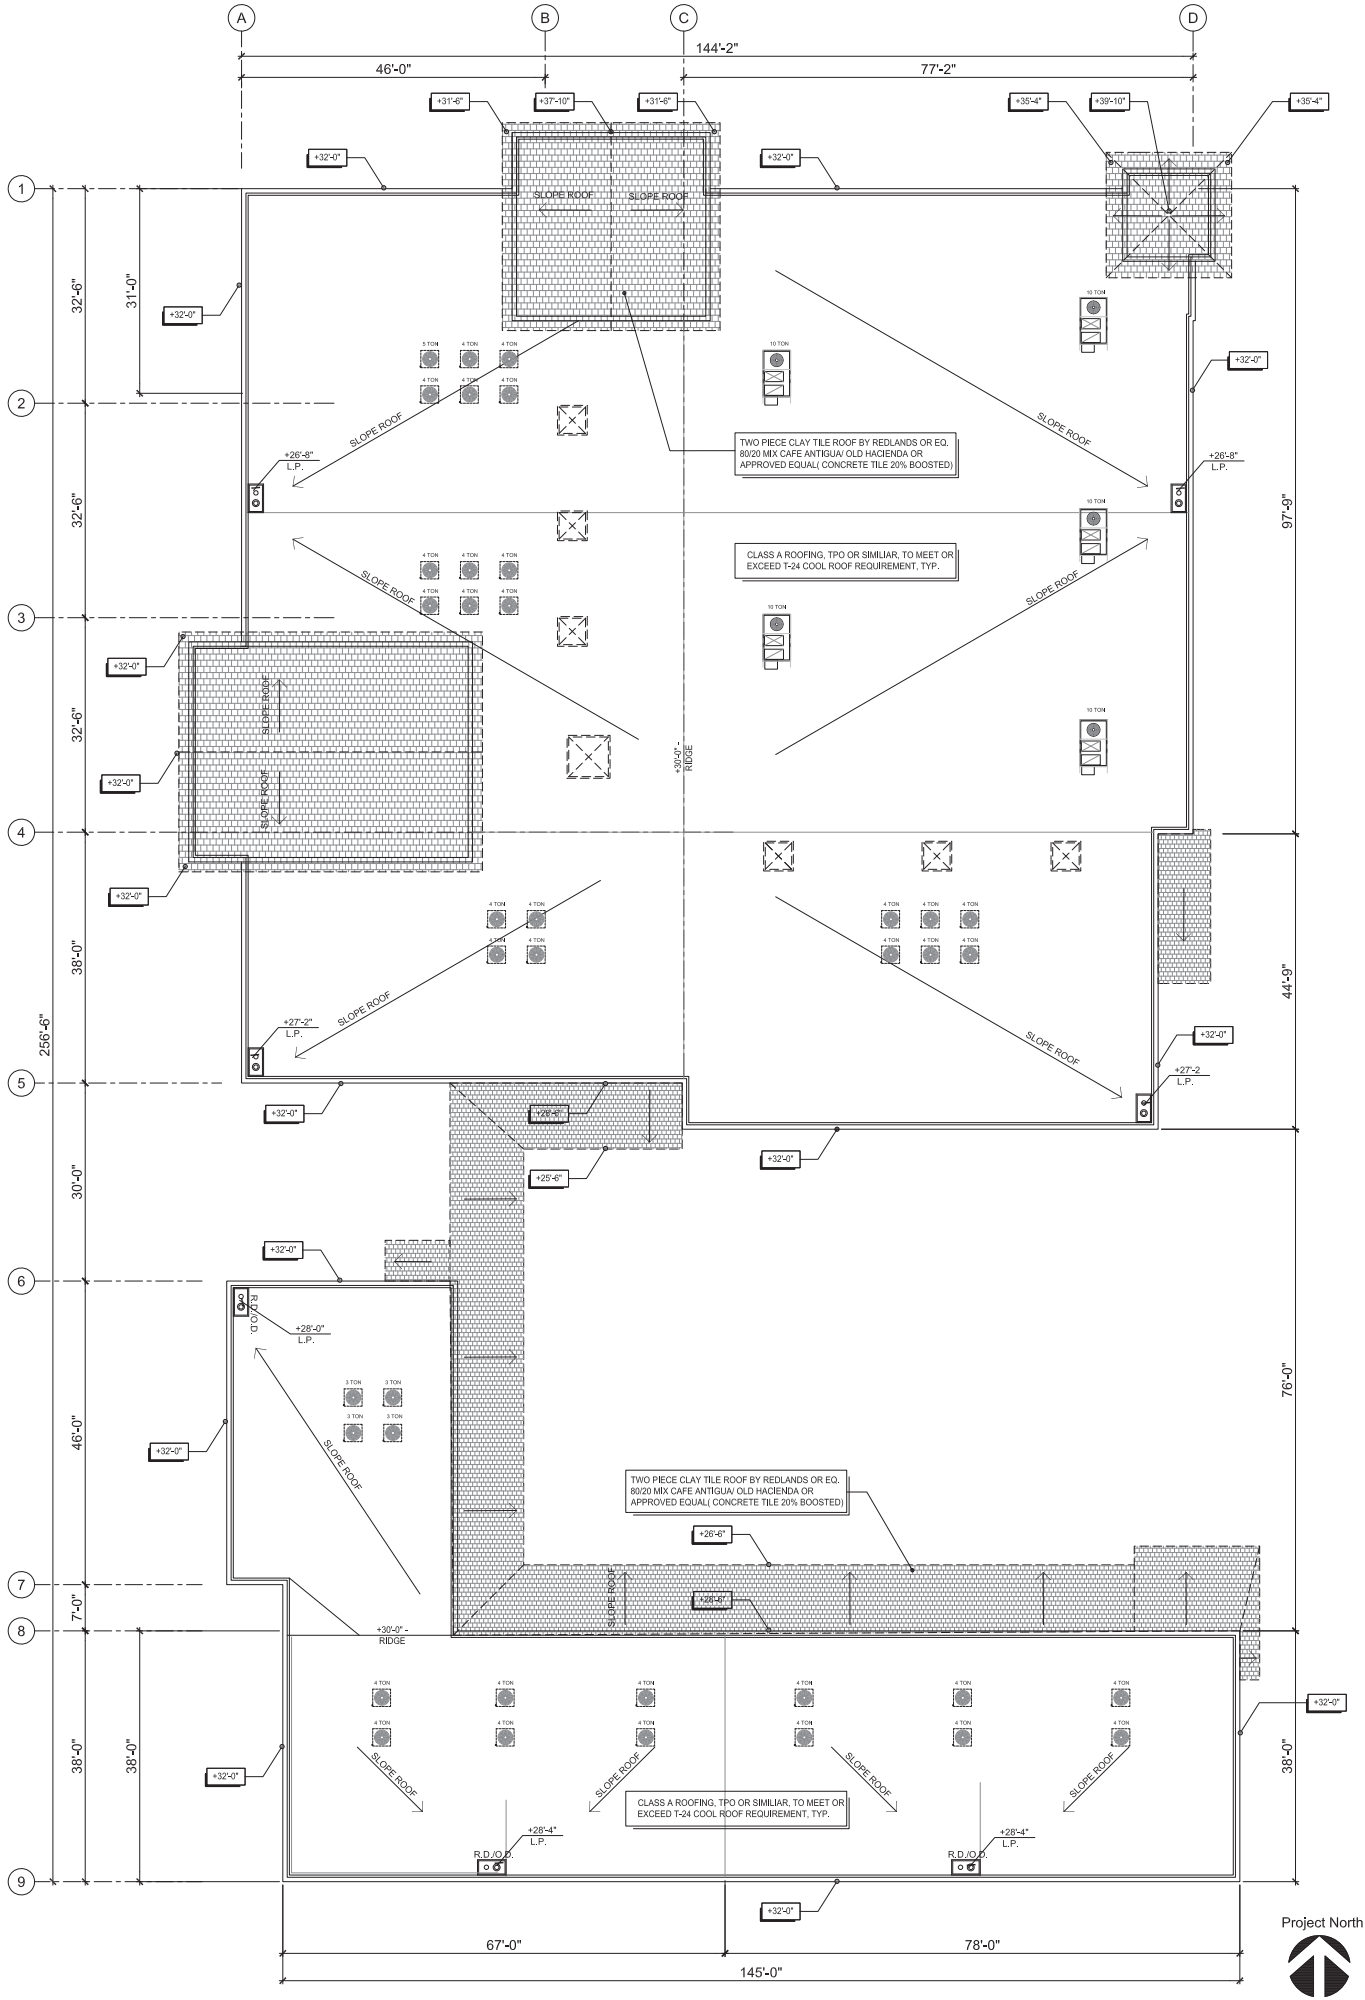 A
B
C
D
144'-2"
46'-0"
77'-2"
+31'-6"
+37'-10"
+31'-6"
+35'-4"
+39'-10"
+35'-4"
+32'-0"
+32'-0"
1
SLOPE ROOF
SLOPE ROOF
32'-6"
31'-0"
+32'-0"
10 TON
5 TON
4 TON
4 TON
10 TON
+32'-0"
4 TON
4 TON
4 TON
2
SLOPE ROOF
SLOPE ROOF
TWO PIECE CLAY TILE ROOF BY REDLANDS OR EQ.
80/20 MIX CAFE ANTIGUA/ OLD HACIENDA OR
APPROVED EQUAL( CONCRETE TILE 20% BOOSTED)
+26'-8"
L.P.
+26'-8"
L.P.
32'-6"
97'-9"
10 TON
CLASS A ROOFING, TPO OR SIMILIAR, TO MEET OR
EXCEED T-24 COOL ROOF REQUIREMENT, TYP.
4 TON
4 TON
4 TON
SLOPE ROOF
SLOPE ROOF
4 TON
4 TON
4 TON
10 TON
3
+32'-0"
SLOPE ROOF
32'-6"
10 TON
+30'-0" -
RIDGE
+32'-0"
SLOPE ROOF
4
+32'-0"
4 TON
4 TON
4 TON
4 TON
4 TON
38'-0"
4 TON
4 TON
4 TON
4 TON
4 TON
44'-9"
SLOPE ROOF
256'-6"
+27'-2"
L.P.
+32'-0"
SLOPE ROOF
+27'-2
L.P.
5
+32'-0"
+28'-6"
+32'-0"
30'-0"
+25'-6"
+32'-0"
6
R.D./O.D.
+28'-0"
L.P.
76'-0"
3 TON
3 TON
3 TON
3 TON
46'-0"
+32'-0"
SLOPE ROOF
TWO PIECE CLAY TILE ROOF BY REDLANDS OR EQ.
80/20 MIX CAFE ANTIGUA/ OLD HACIENDA OR
APPROVED EQUAL( CONCRETE TILE 20% BOOSTED)
+26'-6"
7
7'-0"
SLOPE ROOF
+28'-6"
8
+30'-0" -
RIDGE
4 TON
4 TON
4 TON
4 TON
4 TON
4 TON
+32'-0"
4 TON
4 TON
4 TON
4 TON
4 TON
4 TON
38'-0"
38'-0"
38'-0"
+32'-0"
SLOPE ROOF
SLOPE ROOF
SLOPE ROOF
SLOPE ROOF
CLASS A ROOFING, TPO OR SIMILIAR, TO MEET OR
EXCEED T-24 COOL ROOF REQUIREMENT, TYP.
+28'-4"
L.P.
R.D./O.D.
+28'-4"
L.P.
R.D./O.D.
9
+32'-0"
67'-0"
78'-0"
145'-0"
Project North